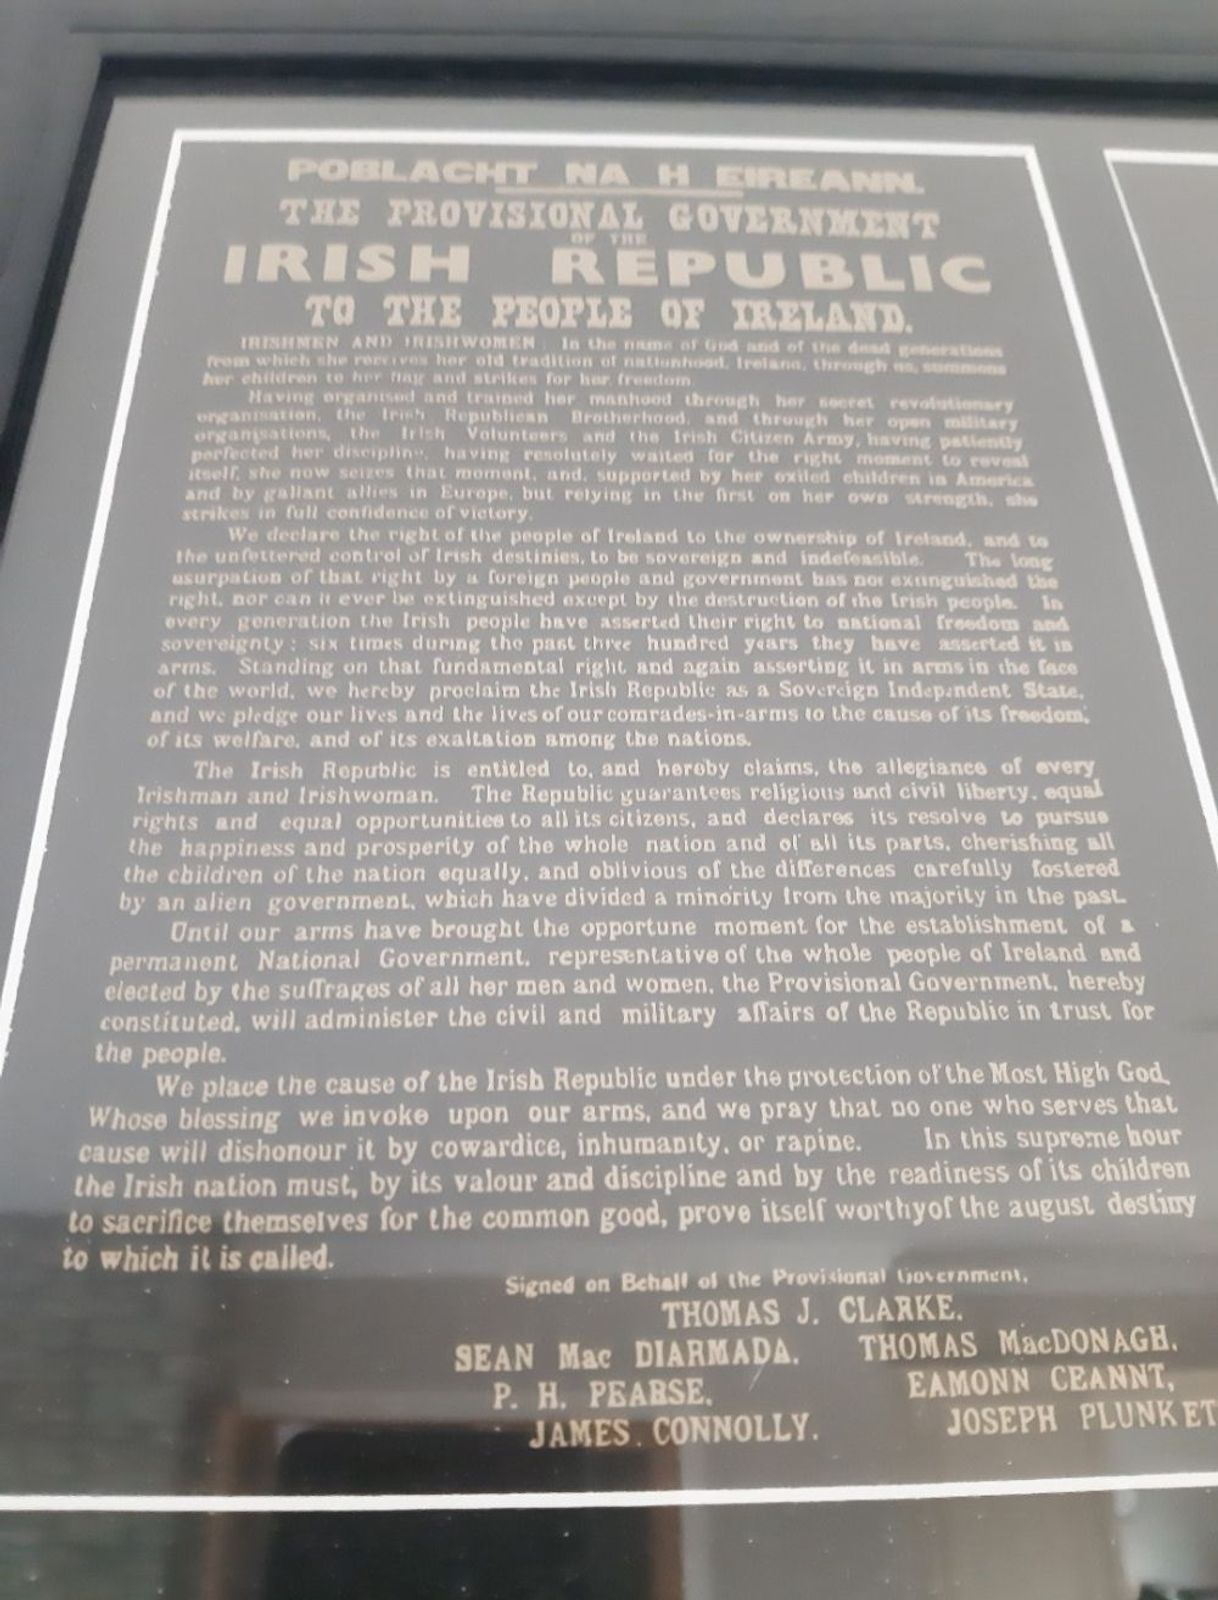 POBLACHT NA H EIREANN.
THE PROVISIONAL GOVERNMENT
OF THE
IRISH REPUBLIC
TO THE PEOPLE OF IRELAND.
IRISHMEN AND IRISHWOMEN : In the name of God and of the dead generations
from which she receives her old tradition of nationhood, Ireland, through us, summons
her children to her flag and strikes for her freedom.
Having organised and trained her manhood through her secret revolutionary
organisation, the Irish Republican Brotherhood, and through her open military
organisations, the Irish Volunteers and the Irish Citizen Army, having patiently
perfected her discipline, having resolutely waited for the right moment to reveal
itself, she now seizes that moment, and, supported by her exiled children in America
and by gallant allies in Europe, but relying in the first on her own strength, she
strikes in full confidence of victory.
We declare the right of the people of Ireland to the ownership of Ireland, and to
the unfettered control of Irish destinies, to be sovereign and indefeasible. The long
usurpation of that right by a foreign people and government has not extinguished the
right, nor can it ever be extinguished except by the destruction of the Irish people. In
every generation the Irish people have asserted their right to national freedom and
sovereignty ; six times during the past three hundred years they have asserted it in
arms. Standing on that fundamental right and again asserting it in arms in the face
of the world, we hereby proclaim the Irish Republic as a Sovereign Independent State,
and we pledge our lives and the lives of our comrades-in-arms to the cause of its freedom,
of its welfare, and of its exaltation among the nations.
The Irish Republic is entitled to, and hereby claims, the allegiance of every
Irishman and Irishwoman. The Republic guarantees religious and civil liberty, equal
rights and equal opportunities to all its citizens, and declares its resolve to pursue
the happiness and prosperity of the whole nation and of all its parts, cherishing all
the children of the nation equally, and oblivious of the differences carefully fostered
by an alien government, which have divided a minority from the majority in the past.
Until our arms have brought the opportune moment for the establishment of a
permanent National Government, representative of the whole people of Ireland and
elected by the suffrages of all her men and women, the Provisional Government, hereby
constituted, will administer the civil and military affairs of the Republic in trust for
the people.
We place the cause of the Irish Republic under the protection of the Most High God,
Whose blessing we invoke upon our arms, and we pray that no one who serves that
cause will dishonour it by cowardice, inhumanity, or rapine. In this supreme hour
the Irish nation must, by its valour and discipline and by the readiness of its children
to sacrifice themselves for the common good, prove itself worthy of the august destiny
to which it is called.
Signed on Behalf of the Provisional Government,
THOMAS J. CLARKE,
SEAN Mac DIARMADA, THOMAS MacDONAGH,
P. H. PEARSE, EAMONN CEANNT,
JAMES CONNOLLY. JOSEPH PLUNKET